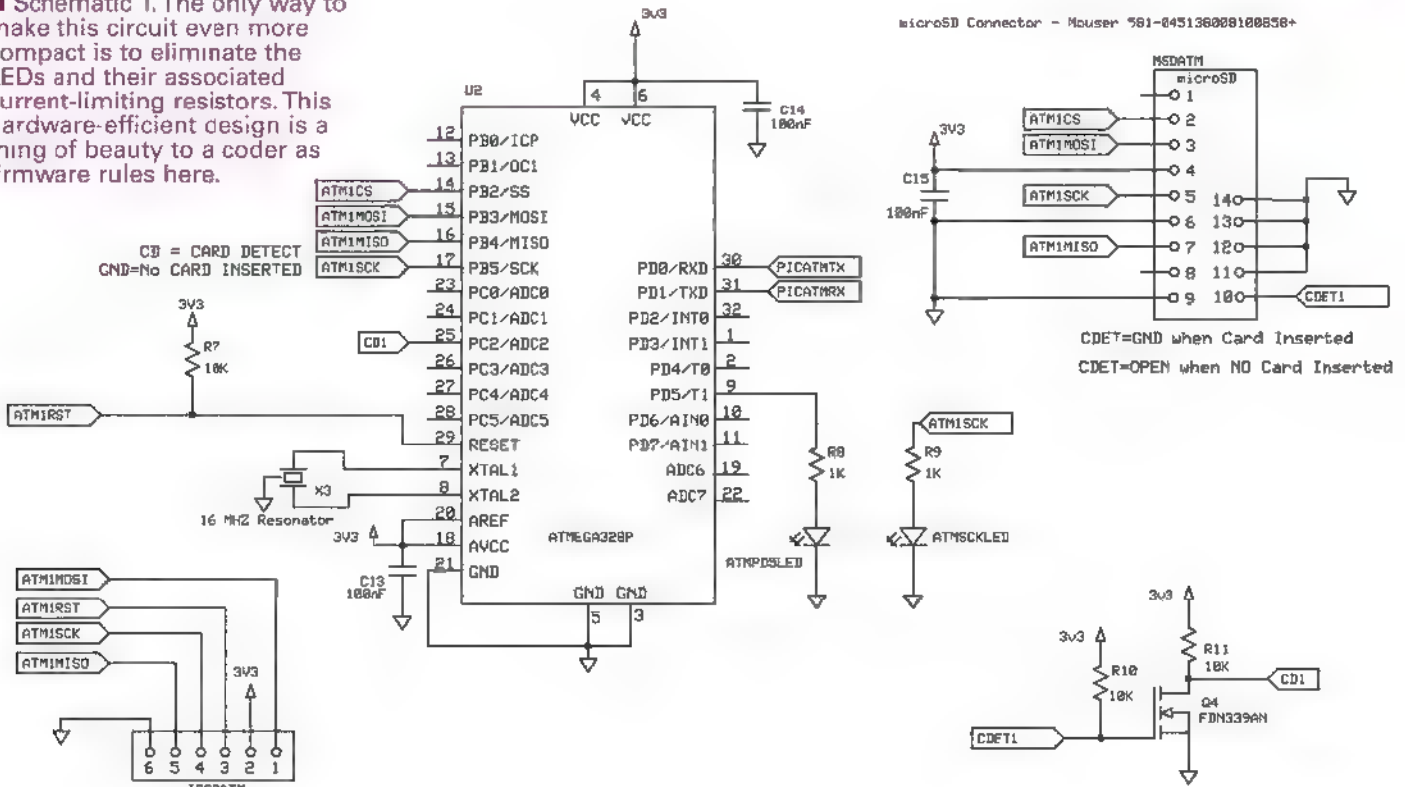 Schematic 1. The only way to
make this circuit even more
compact is to eliminate the
LEDs and their associated
current-limiting resistors. This
hardware-efficient design is a
thing of beauty to a coder as
firmware rules here.
3v3
microSD Connector - Mouser 581-045138008100858+
U2
4 6
VCC VCC
C14
100nF
12 PB0/ICP
13 PB1/OC1
ATM1CS 14 PB2/SS
ATM1MOSI 15 PB3/MOSI
ATM1MISO 16 PB4/MISO
ATM1SCK 17 PB5/SCK
CD = CARD DETECT
GND=No CARD INSERTED
23 PC0/ADC0
24 PC1/ADC1
CD1 25 PC2/ADC2
26 PC3/ADC3
27 PC4/ADC4
28 PC5/ADC5
29 RESET
7 XTAL1
8 XTAL2
20 AREF
18 AVCC
21 GND
PD0/RXD 30 PICATMTX
PD1/TXD 31 PICATMRX
PD2/INT0 32
PD3/INT1 1
PD4/T0 2
PD5/T1 9
PD6/AIN0 10
PD7/AIN1 11
ADC6 19
ADC7 22
ATMEGA328P
GND GND
5 3
3V3
R7
10K
ATM1RST
X3
16 MHZ Resonator
3V3
C13
100nF
R8
1K
ATMPD5LED
ATM1SCK
R9
1K
ATMSCKLED
MSDATM
microSD
1
ATM1CS 2
ATM1MOSI 3
4
ATM1SCK 5 14
6 13
ATM1MISO 7 12
8 11
9 10 CDET1
3V3
C15
100nF
CDET=GND when Card Inserted
CDET=OPEN when NO Card Inserted
ATM1MOSI
ATM1RST
ATM1SCK
ATM1MISO
3V3
6 5 4 3 2 1
3v3
3v3
R11
10K
R10
10K
CD1
Q4
FDN339AN
CDET1